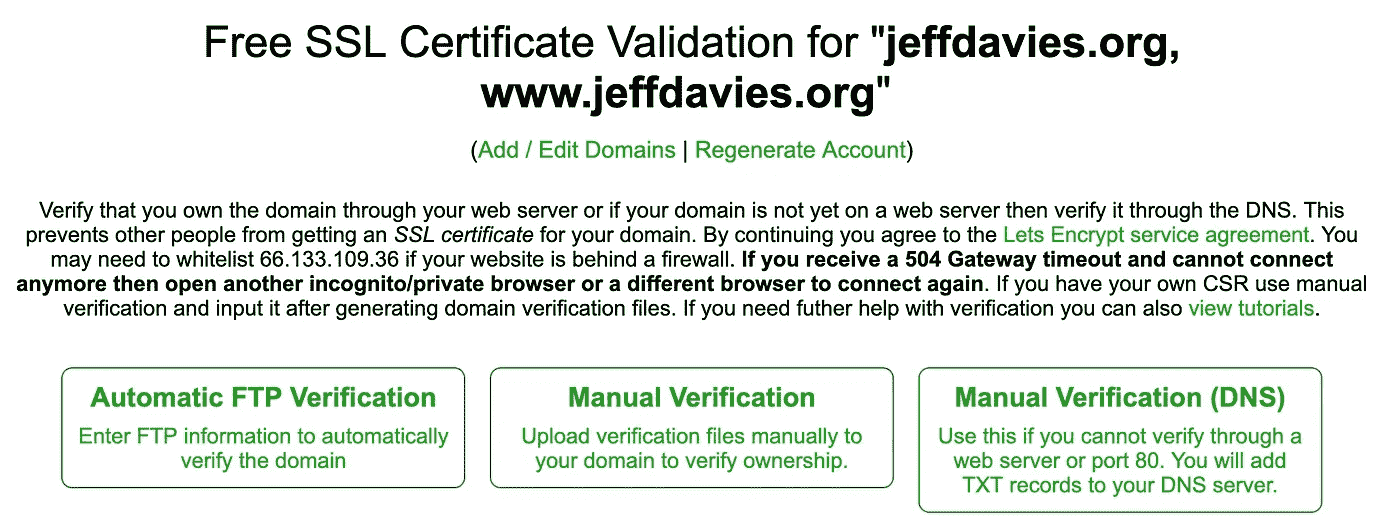 Free SSL Certificate Validation for "jeffdavies.org,
www.jeffdavies.org"
(Add / Edit Domains | Regenerate Account)
Verify that you own the domain through your web server or if your domain is not yet on a web server then verify it through the DNS. This
prevents other people from getting an SSL certificate for your domain. By continuing you agree to the Lets Encrypt service agreement. You
may need to whitelist 66.133.109.36 if your website is behind a firewall. If you receive a 504 Gateway timeout and cannot connect
anymore then open another incognito/private browser or a different browser to connect again. If you have your own CSR use manual
verification and input it after generating domain verification files. If you need futher help with verification you can also view tutorials.
Automatic FTP Verification
Enter FTP information to automatically
verify the domain
Manual Verification
Upload verification files manually to
your domain to verify ownership.
Manual Verification (DNS)
Use this if you cannot verify through a
web server or port 80. You will add
TXT records to your DNS server.